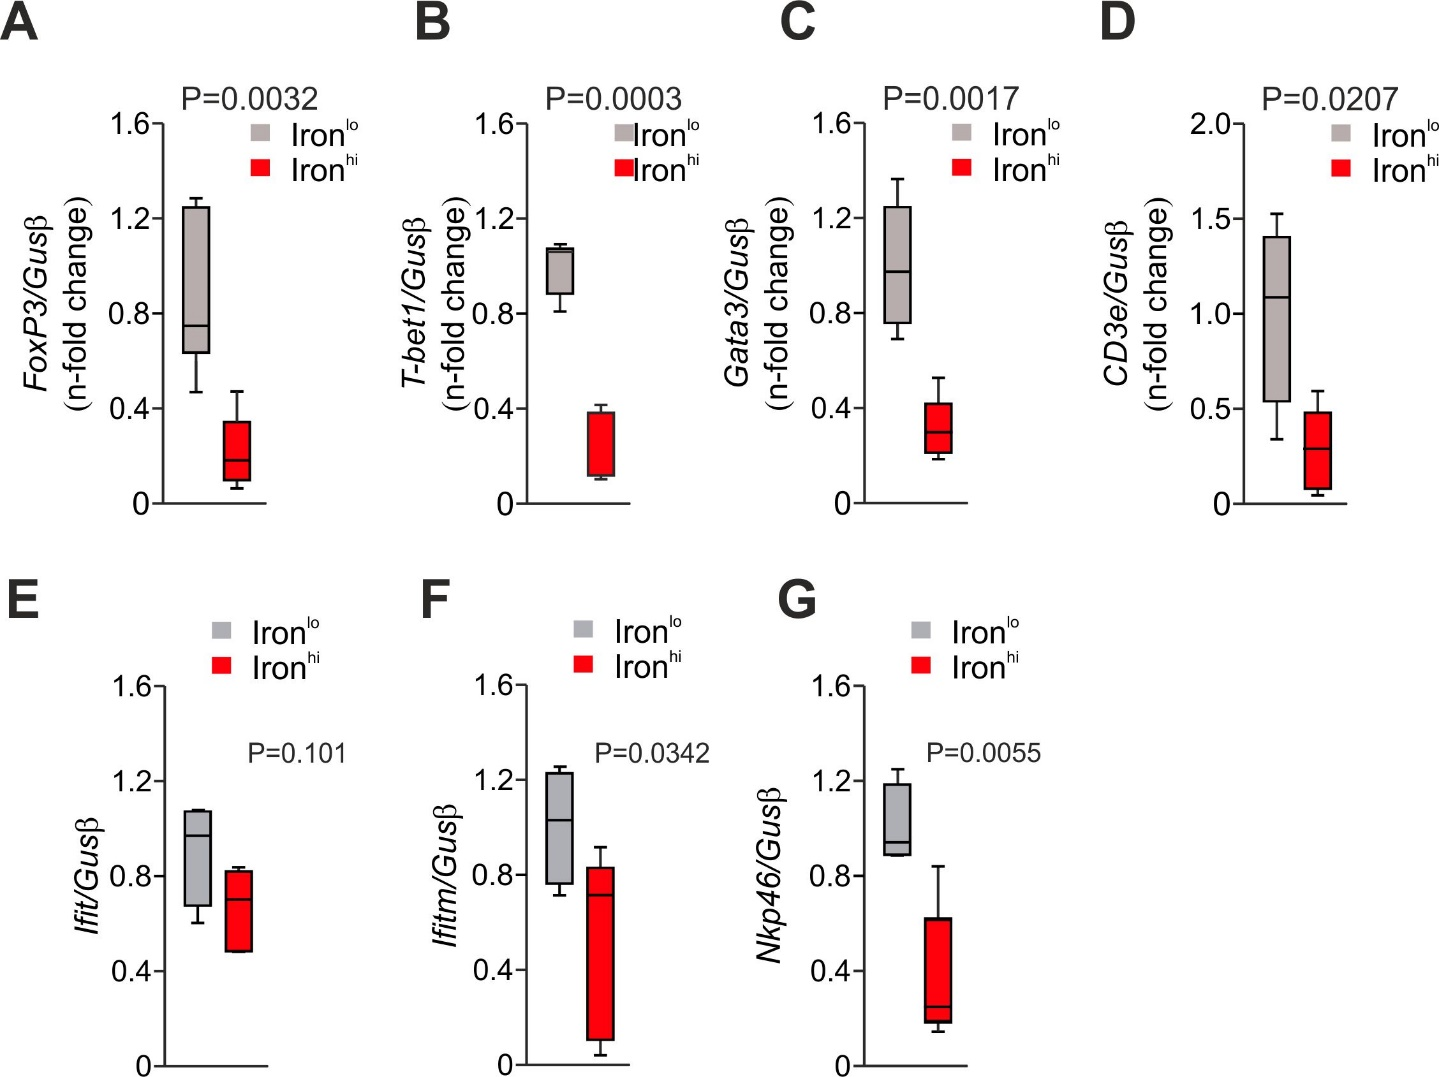 A
B
C
D
P=0.0032
P=0.0003
P=0.0017
P=0.0207
Iron^lo
Iron^hi
FoxP3/Gusβ
(n-fold change)
1.6
1.2
0.8
0.4
0
Iron^lo
Iron^hi
T-bet1/Gusβ
(n-fold change)
1.6
1.2
0.8
0.4
0
Iron^lo
Iron^hi
Gata3/Gusβ
(n-fold change)
1.6
1.2
0.8
0.4
0
Iron^lo
Iron^hi
CD3e/Gusβ
(n-fold change)
2.0
1.5
1.0
0.5
0
E
F
G
Iron^lo
Iron^hi
P=0.101
Ifit/Gusβ
1.6
1.2
0.8
0.4
0
Iron^lo
Iron^hi
P=0.0342
Ifitm/Gusβ
1.6
1.2
0.8
0.4
0
Iron^lo
Iron^hi
P=0.0055
Nkp46/Gusβ
1.6
1.2
0.8
0.4
0